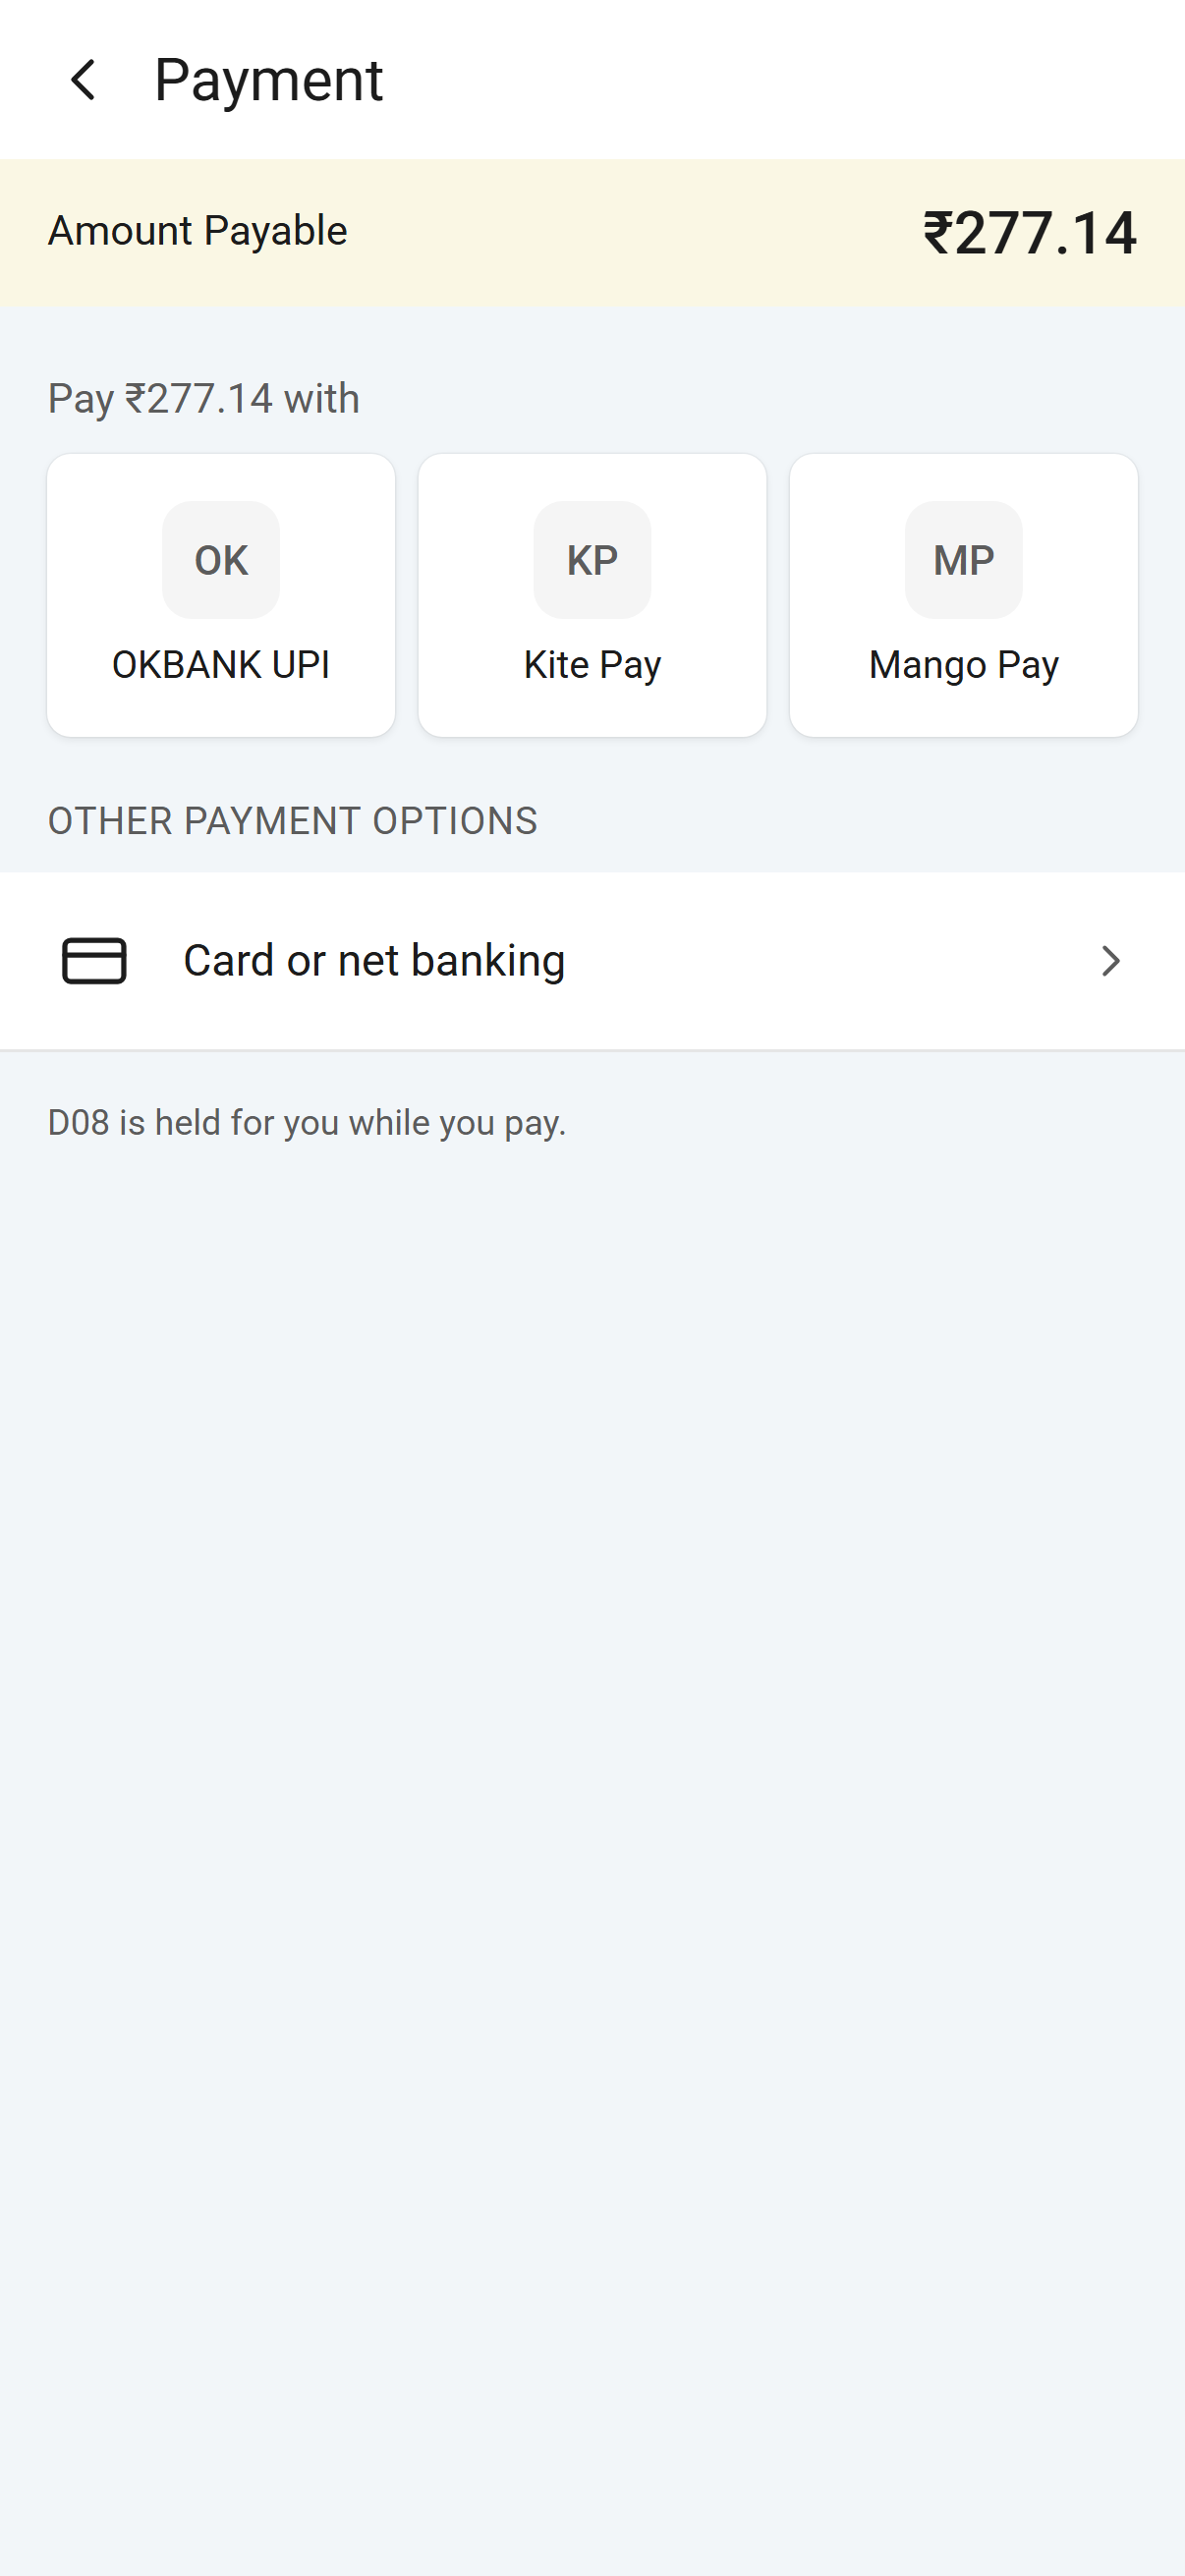 Payment
Amount Payable ₹277.14
Pay ₹277.14 with
OK KP MP
OKBANK UPI Kite Pay Mango Pay
OTHER PAYMENT OPTIONS
Card or net banking
D08 is held for you while you pay.